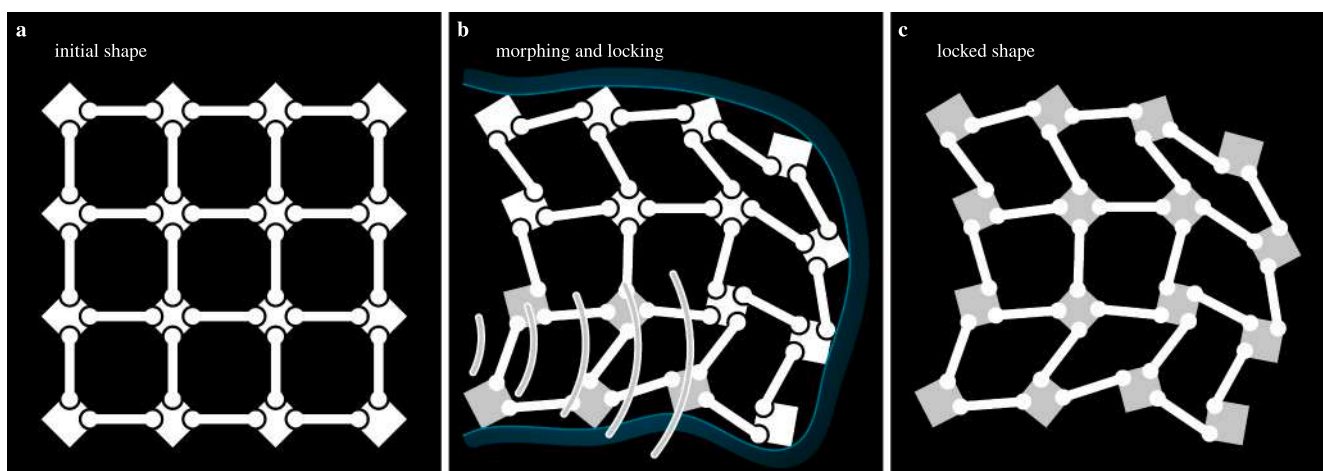 a
initial shape
b
morphing and locking
c
locked shape